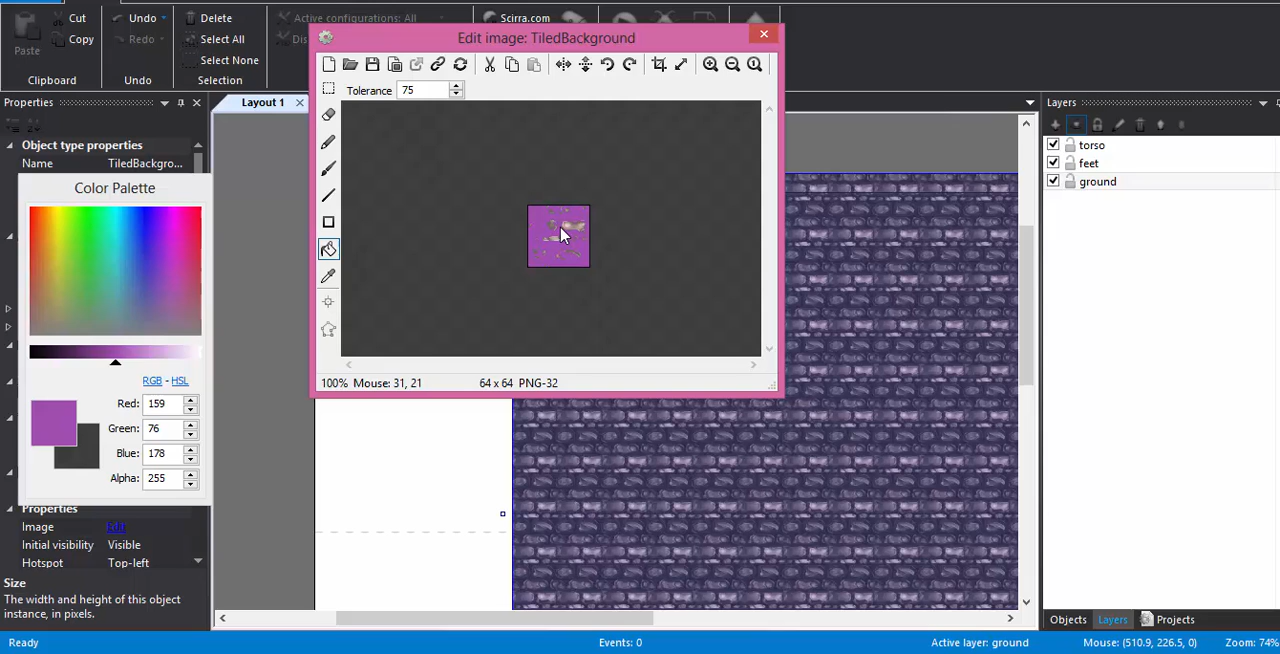 Cut
Copy
Paste
Clipboard
Undo
Redo
Undo
Delete
Select All
Select None
Selection
Active configurations: All
Dis
Scirra.com
Properties
Object type properties
Name TiledBackgro...
Color Palette
RGB - HSL
Red: 159
Green: 76
Blue: 178
Alpha: 255
Properties
Image Edit
Initial visibility Visible
Hotspot Top-left
Size
The width and height of this object
instance, in pixels.
Layout 1
Edit image: TiledBackground
Tolerance 75
100% Mouse: 31, 21 64 x 64 PNG-32
Layers
torso
feet
ground
Objects Layers Projects
Ready Events: 0 Active layer: ground Mouse: (510.9, 226.5, 0) Zoom: 74%